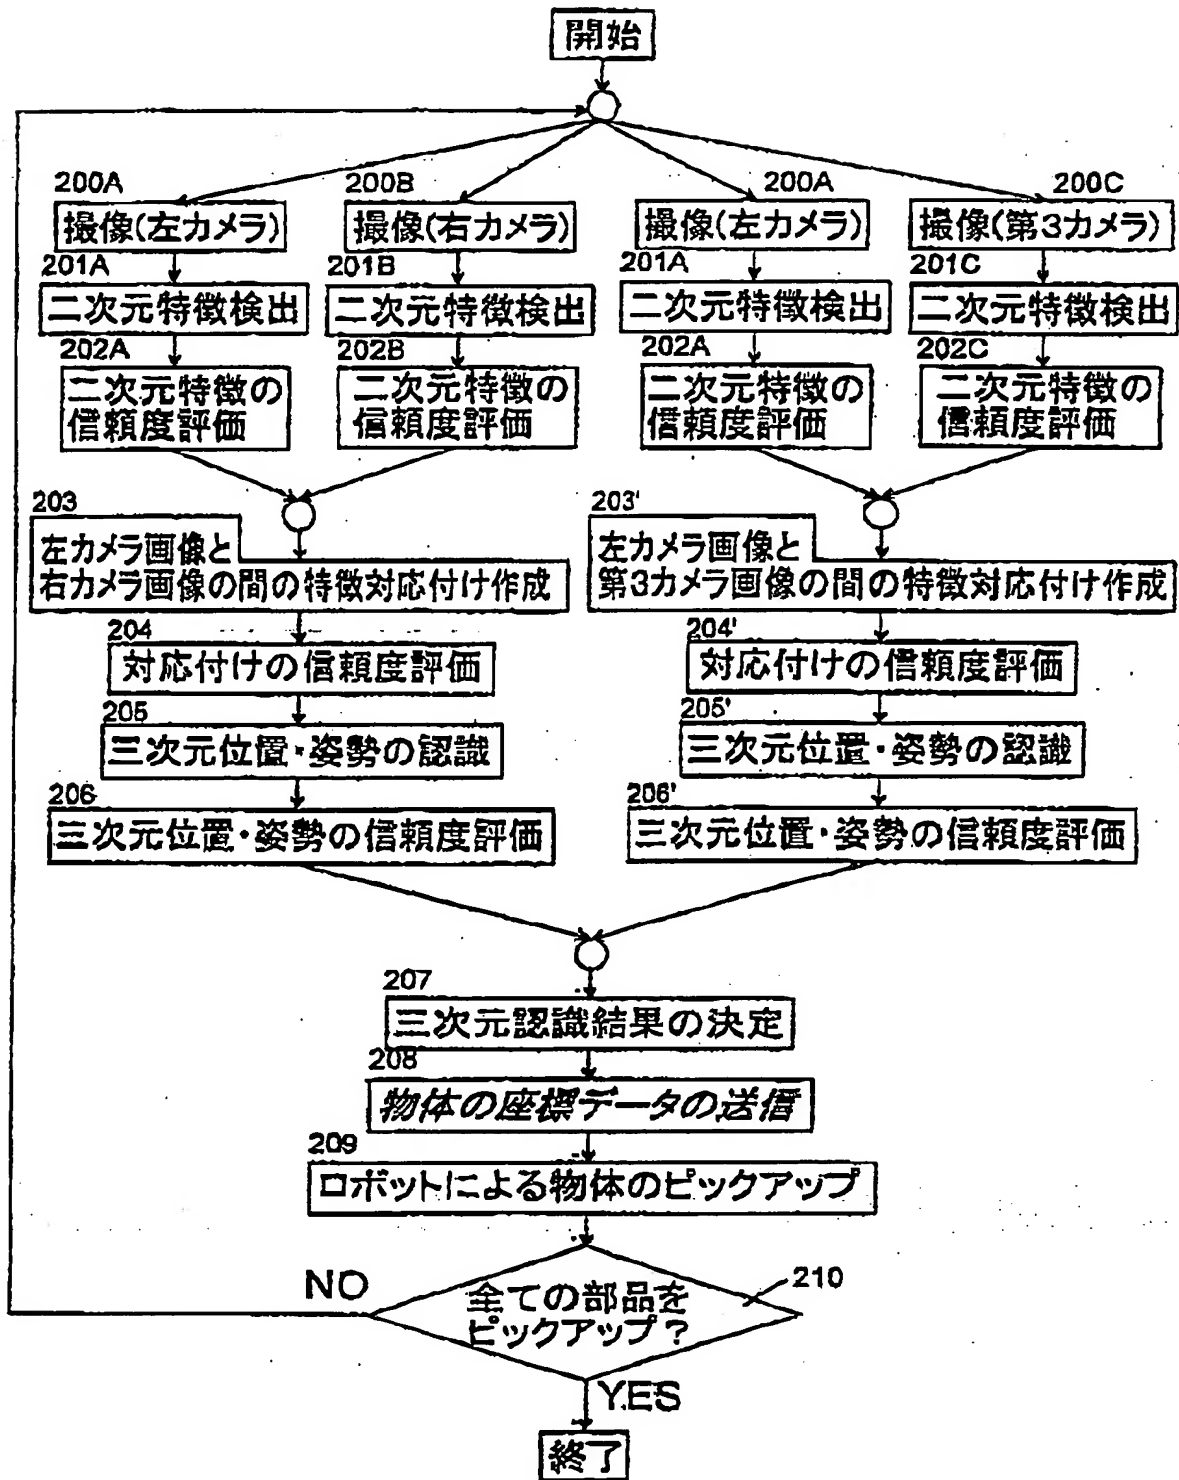 開始
200A
200B
200A
200C
撮像(左カメラ)
撮像(右カメラ)
撮像(左カメラ)
撮像(第3カメラ)
201A
201B
201A
201C
二次元特徴検出
二次元特徴検出
二次元特徴検出
二次元特徴検出
202A
202B
202A
202C
二次元特徴の
信頼度評価
二次元特徴の
信頼度評価
二次元特徴の
信頼度評価
二次元特徴の
信頼度評価
203
左カメラ画像と
右カメラ画像の間の特徴対応付け作成
203'
左カメラ画像と
第3カメラ画像の間の特徴対応付け作成
204
対応付けの信頼度評価
204'
対応付けの信頼度評価
205
三次元位置・姿勢の認識
205'
三次元位置・姿勢の認識
206
三次元位置・姿勢の信頼度評価
206'
三次元位置・姿勢の信頼度評価
207
三次元認識結果の決定
208
物体の座標データの送信
209
ロボットによる物体のピックアップ
NO
全ての部品を
ピックアップ?
210
YES
終了